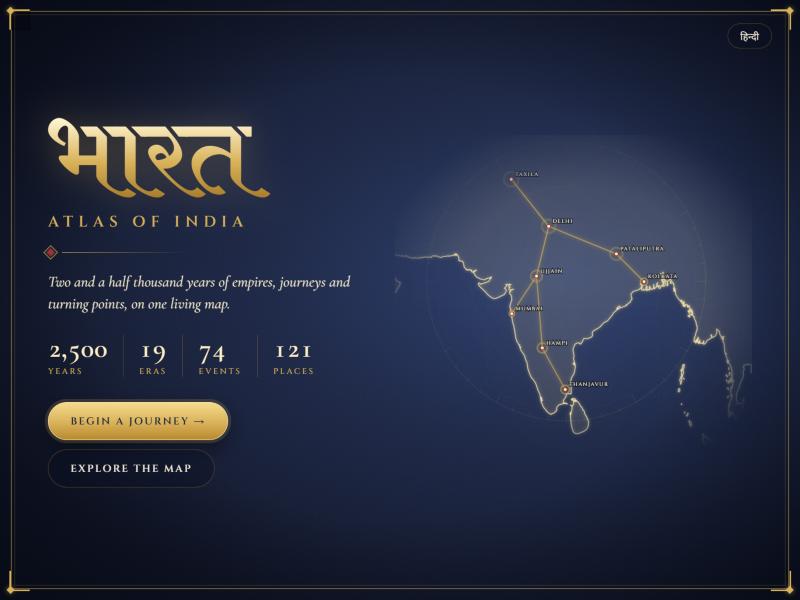 हिन्दी
भारत
ATLAS OF INDIA
Two and a half thousand years of empires, journeys and
turning points, on one living map.
2,500 19 74 121
YEARS ERAS EVENTS PLACES
BEGIN A JOURNEY →
EXPLORE THE MAP
TAXILA
DELHI
PATALIPUTRA
UJJAIN
KOLKATA
MUMBAI
HAMPI
THANJAVUR